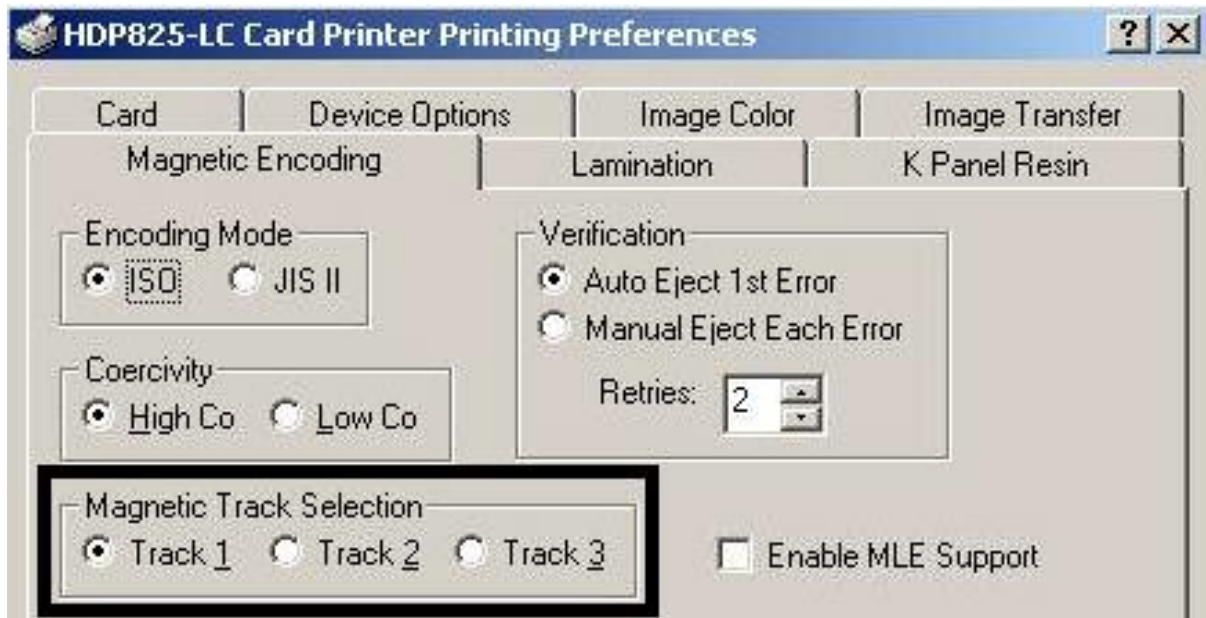 HDP825-LC Card Printer Printing Preferences
Card Device Options Image Color Image Transfer
Magnetic Encoding Lamination K Panel Resin
Encoding Mode
ISO JIS II
Verification
Auto Eject 1st Error
Manual Eject Each Error
Retries: 2
Coercivity
High Co Low Co
Magnetic Track Selection
Track 1 Track 2 Track 3
Enable MLE Support